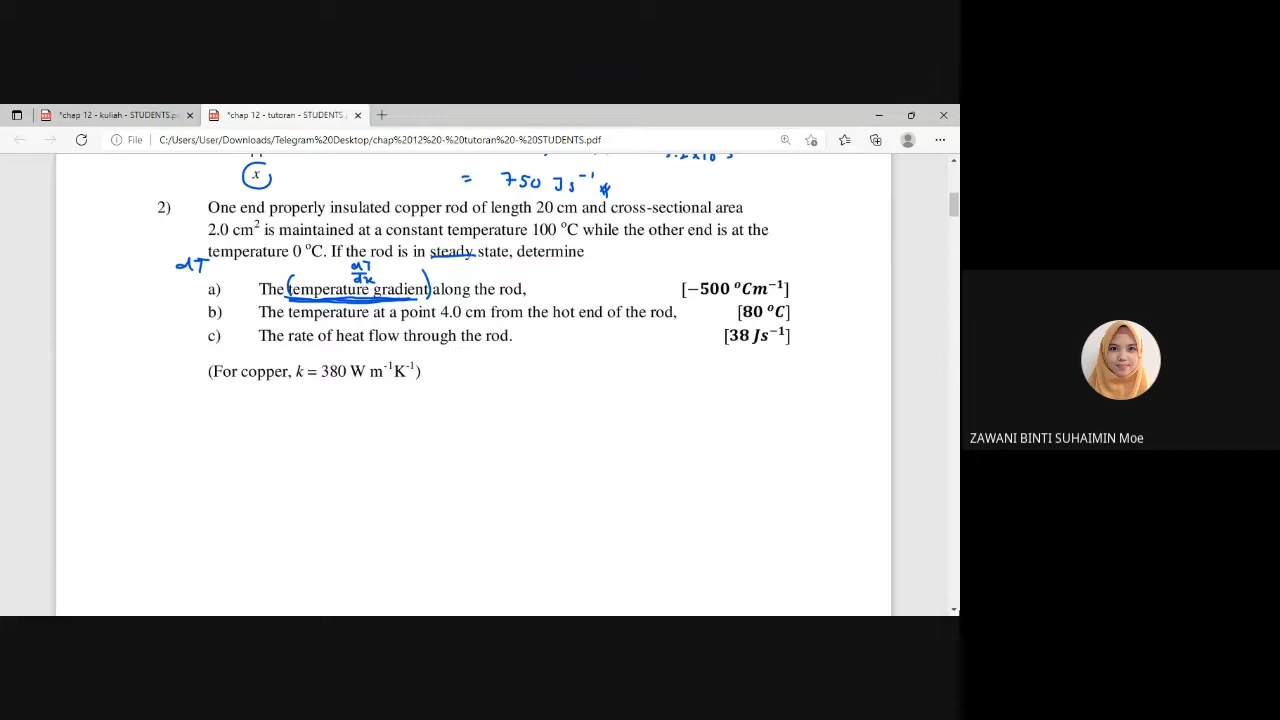 *chap 12 - kuliah - STUDENTS.p
*chap 12 - tutoran - STUDENTS.
File
C:/Users/User/Downloads/Telegram%20Desktop/chap%2012%20-%20tutoran%20-%20STUDENTS.pdf
x
= 750 Js⁻¹
2) One end properly insulated copper rod of length 20 cm and cross-sectional area
2.0 cm² is maintained at a constant temperature 100 °C while the other end is at the
temperature 0 °C. If the rod is in steady state, determine
dT
dT
dx
a) The (temperature gradient) along the rod, [−500 °Cm⁻¹]
b) The temperature at a point 4.0 cm from the hot end of the rod, [80 °C]
c) The rate of heat flow through the rod. [38 Js⁻¹]
(For copper, k = 380 W m⁻¹K⁻¹)
ZAWANI BINTI SUHAIMIN Moe